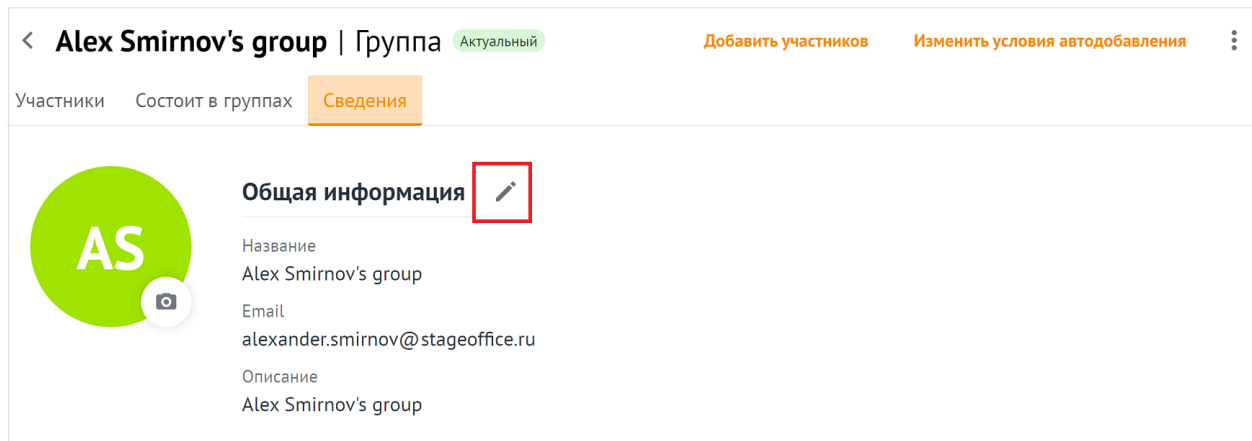 Alex Smirnov's group | Группа Актуальный Добавить участников Изменить условия автодобавления
Участники Состоит в группах Сведения
AS
Общая информация
Название
Alex Smirnov's group
Email
alexander.smirnov@stageoffice.ru
Описание
Alex Smirnov's group